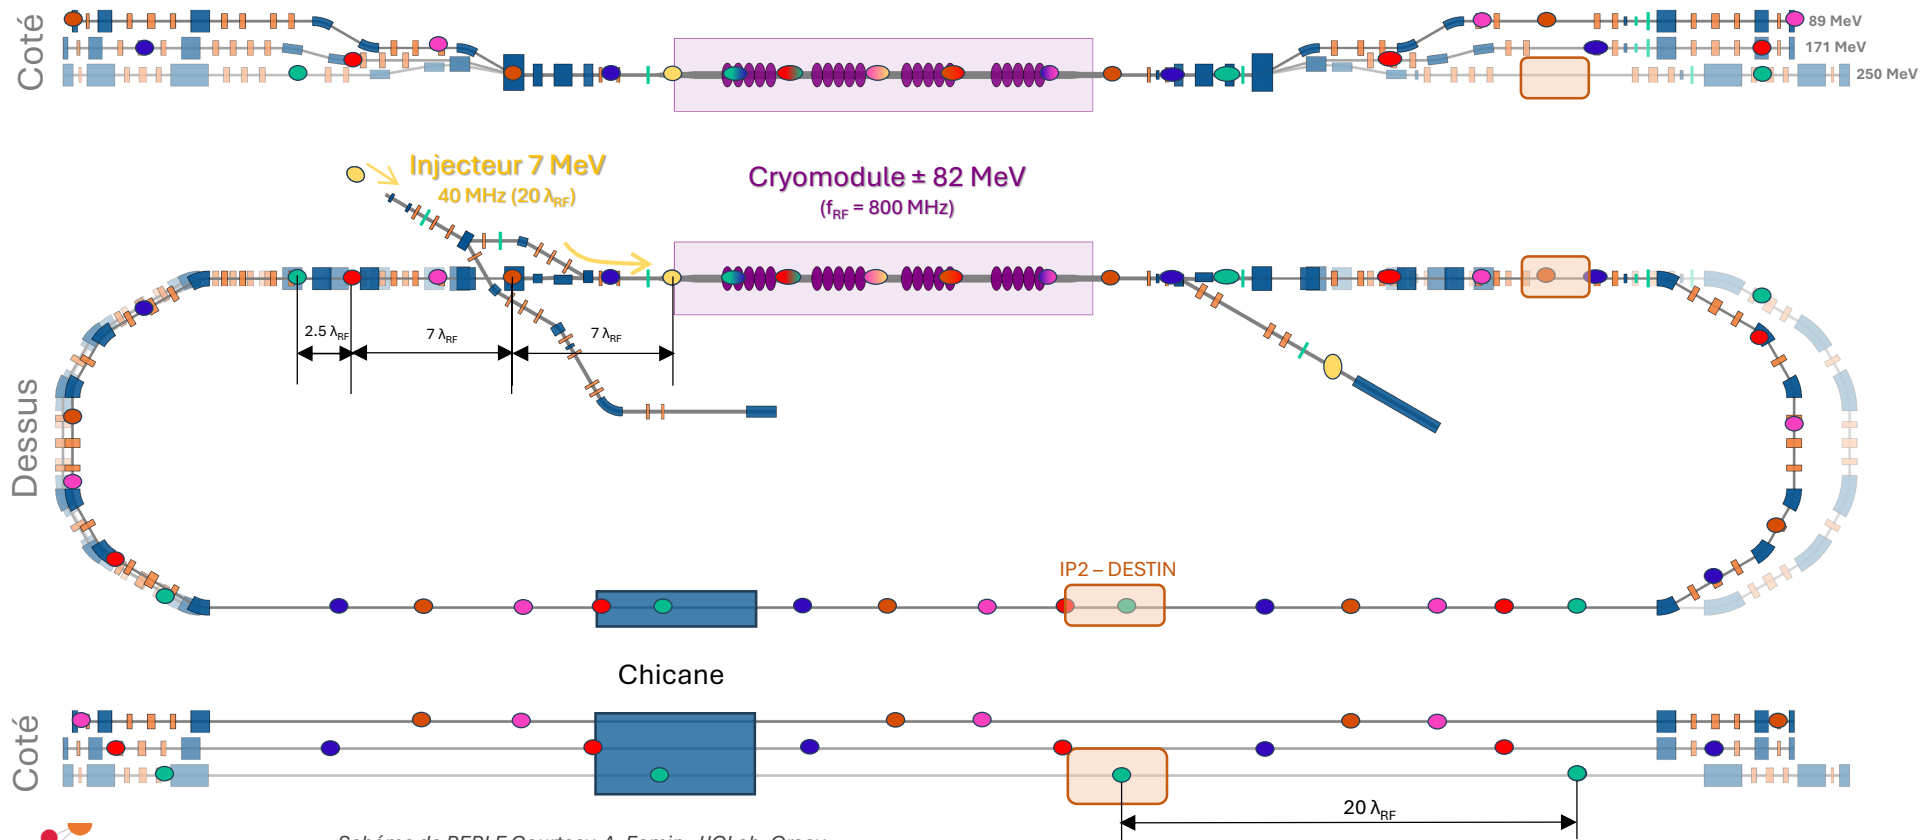 Coté
89 MeV
171 MeV
250 MeV
Injecteur 7 MeV
40 MHz (20 λRF)
Cryomodule ± 82 MeV
(fRF = 800 MHz)
2.5 λRF
7 λRF
7 λRF
Dessus
IP2 – DESTIN
Chicane
Coté
20 λRF